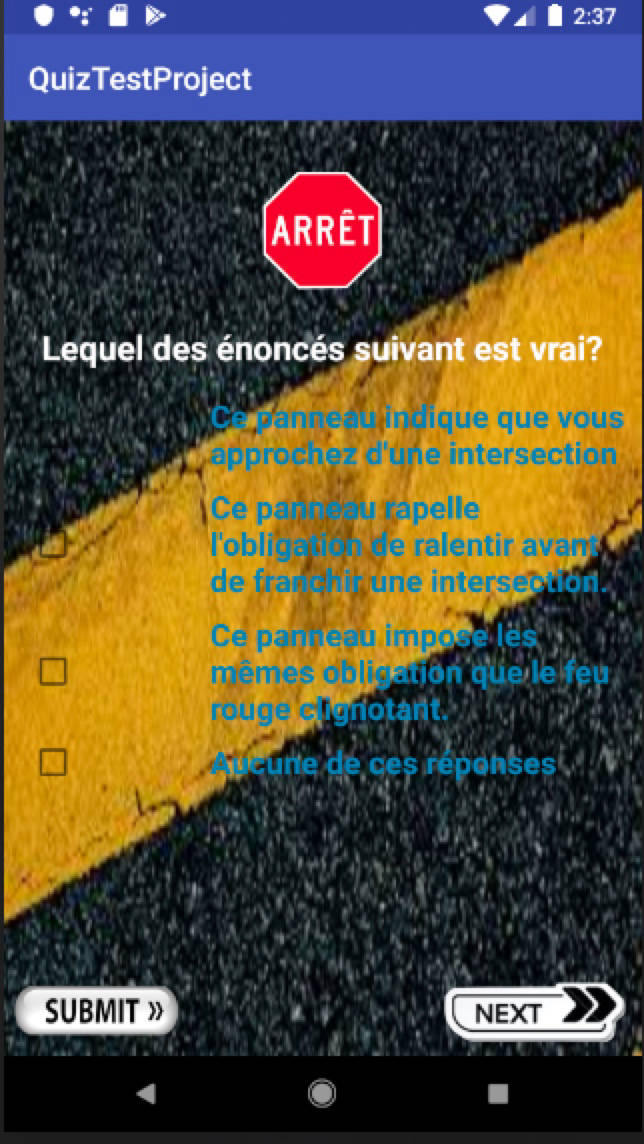 2:37
QuizTestProject
ARRÊT
Lequel des énoncés suivant est vrai?
Ce panneau indique que vous
approchez d'une intersection
Ce panneau rapelle
l'obligation de ralentir avant
de franchir une intersection.
Ce panneau impose les
mêmes obligation que le feu
rouge clignotant.
Aucune de ces réponses
SUBMIT »
NEXT